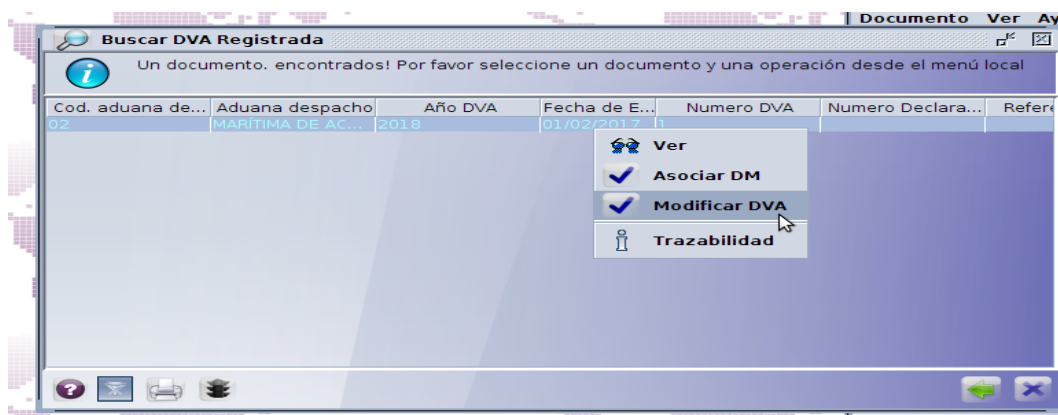 Documento Ver Ay
Buscar DVA Registrada
Un documento. encontrados! Por favor seleccione un documento y una operación desde el menú local
Cod. aduana de... Aduana despacho Año DVA Fecha de E... Numero DVA Numero Declara... Refere
02 MARÍTIMA DE AC... 2018 01/02/2017 1
Ver
Asociar DM
Modificar DVA
Trazabilidad